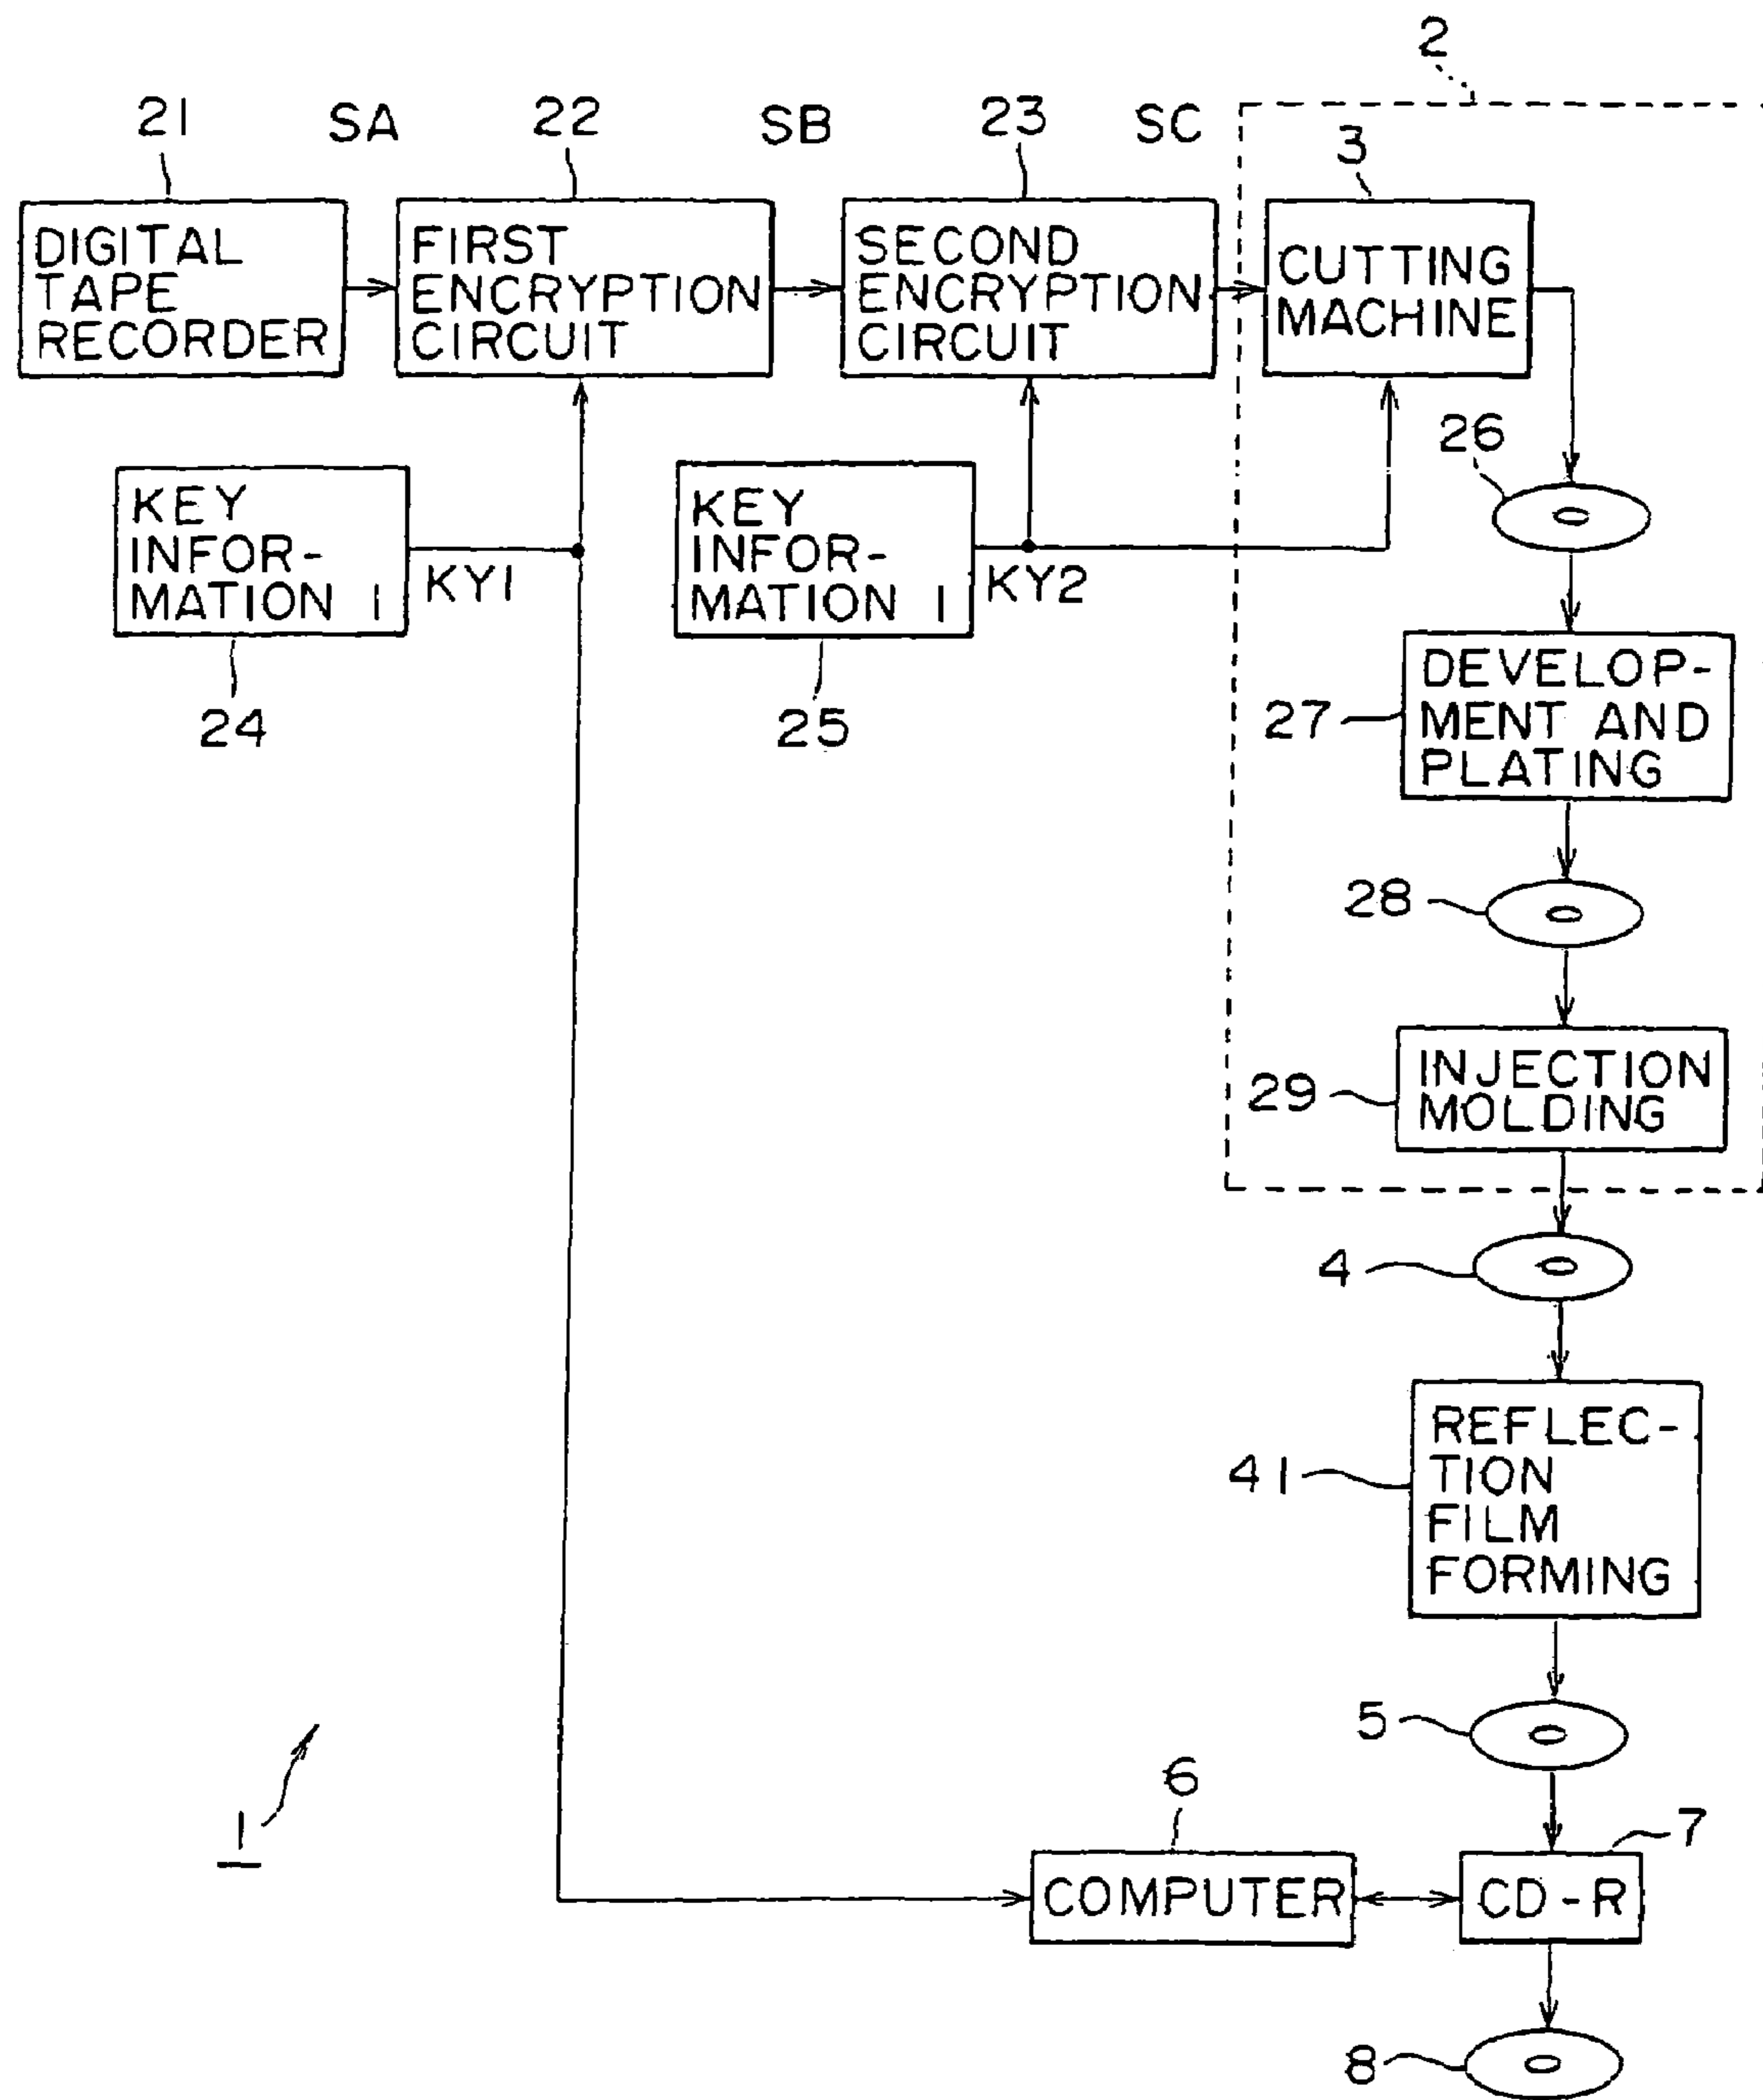 2
21
SA
22
SB
23
SC
3
DIGITAL
TAPE
RECORDER
FIRST
ENCRYPTION
CIRCUIT
SECOND
ENCRYPTION
CIRCUIT
CUTTING
MACHINE
26
KEY
INFOR-
MATION 1
KY1
KEY
INFOR-
MATION 1
KY2
24
25
27
DEVELOP-
MENT AND
PLATING
28
29
INJECTION
MOLDING
4
41
REFLEC-
TION
FILM
FORMING
5
1
6
7
COMPUTER
CD-R
8